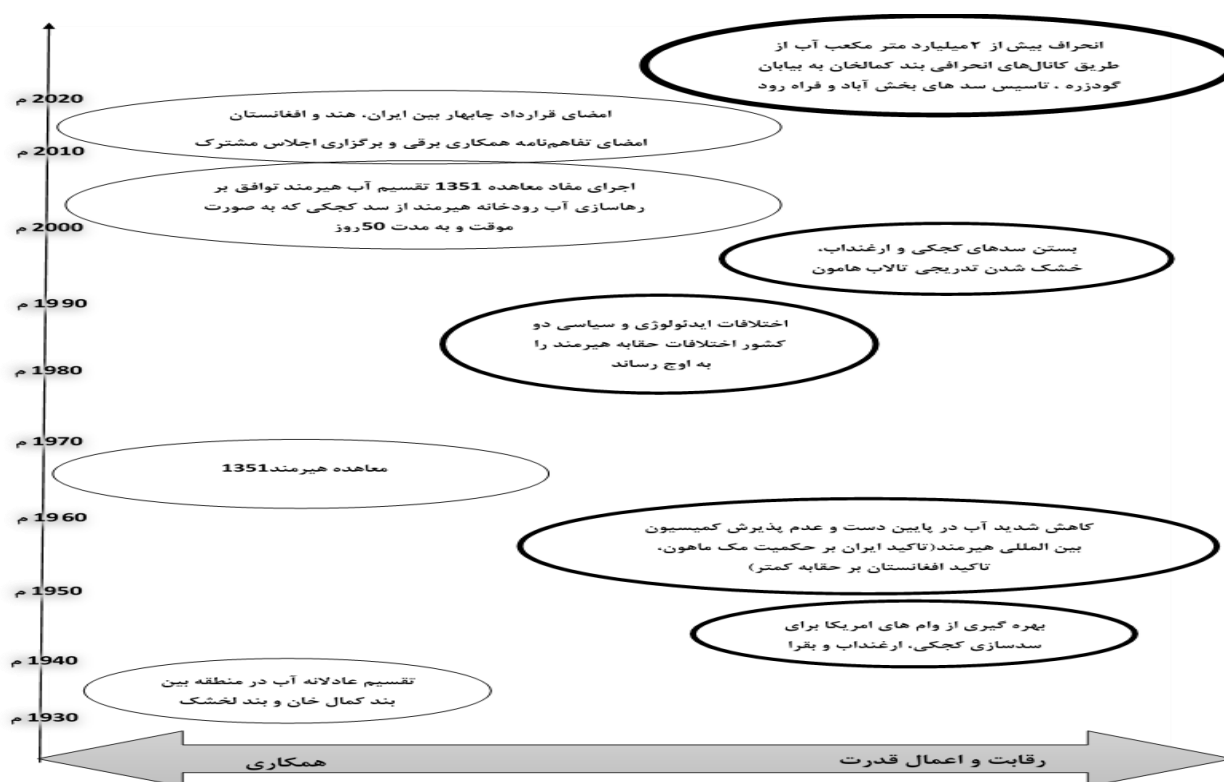 انحراف بیش از ۲میلیارد متر مکعب آب از
طریق کانال‌های انحرافی بند کمالخان به بیابان
گودزره . تاسیس سد های بخش آباد و فراه رود
2020 م
امضای قرارداد چابهار بین ایران، هند و افغانستان
امضای تفاهم‌نامه همکاری برقی و برگزاری اجلاس مشترک
2010 م
اجرای مفاد معاهده 1351 تقسیم آب هیرمند توافق بر
رهاسازی آب رودخانه هیرمند از سد کجکی که به صورت
موقت و به مدت 50روز
2000 م
بستن سدهای کجکی و ارغنداب،
خشک شدن تدریجی تالاب هامون
1990 م
اختلافات ایدئولوژی و سیاسی دو
کشور اختلافات حقابه هیرمند را
به اوج رساند
1980 م
1970 م
معاهده هیرمند1351
1960 م
کاهش شدید آب در پایین دست و عدم پذیرش کمیسیون
بین المللی هیرمند(تاکید ایران بر حکمیت مک ماهون،
تاکید افغانستان بر حقابه کمتر)
1950 م
بهره گیری از وام های امریکا برای
سدسازی کجکی، ارغنداب و بقرا
1940 م
تقسیم عادلانه آب در منطقه بین
بند کمال خان و بند لخشک
1930 م
رقابت و اعمال قدرت
همکاری